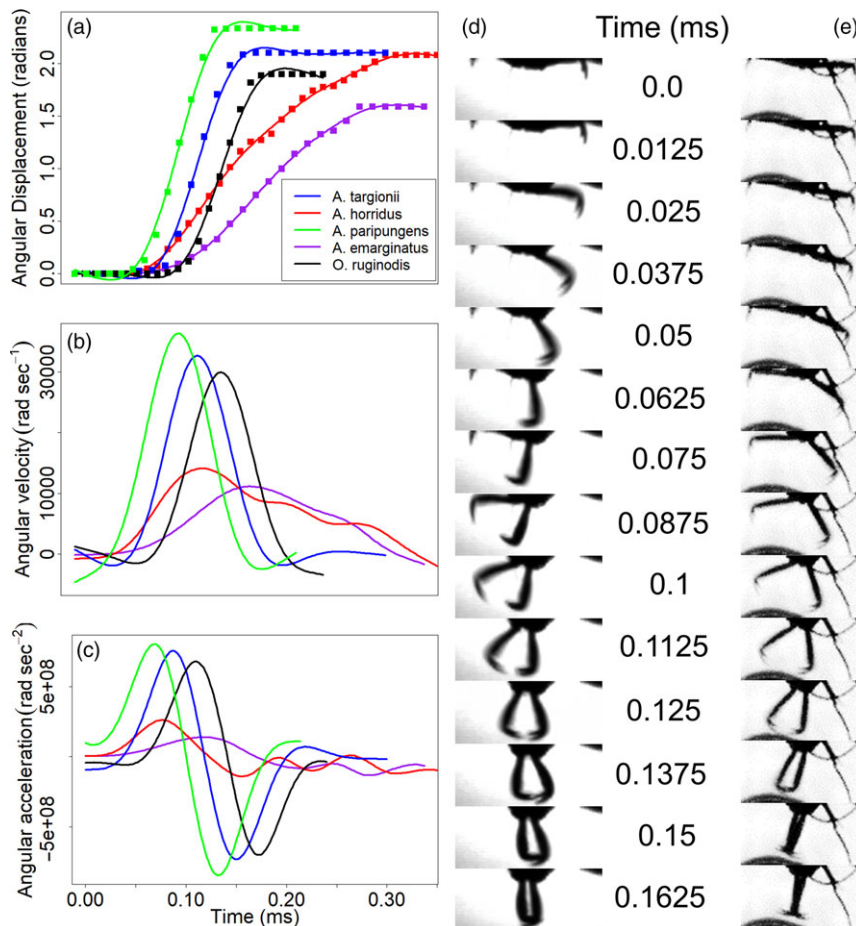 (a)
Angular Displacement (radians)
0.0
0.5
1.0
1.5
2.0
A. targionii
A. horridus
A. paripungens
A. emarginatus
O. ruginodis
(b)
Angular velocity (rad sec−1)
0
10000
30000
(c)
Angular acceleration (rad sec−2)
−5e+08
5e+08
0.00
0.10
0.20
0.30
Time (ms)
(d)
Time (ms)
(e)
0.0
0.0125
0.025
0.0375
0.05
0.0625
0.075
0.0875
0.1
0.1125
0.125
0.1375
0.15
0.1625